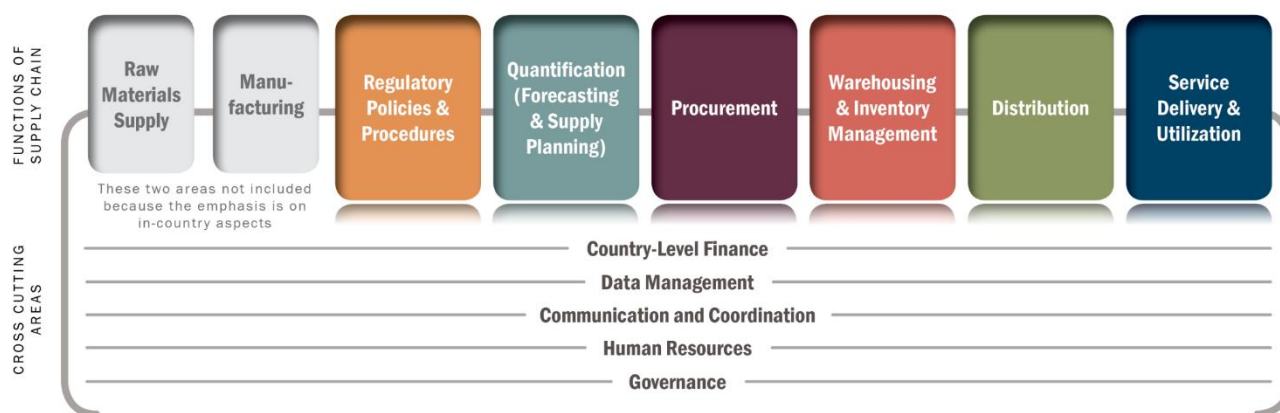 FUNCTIONS OF
SUPPLY CHAIN
Raw
Materials
Supply
Manu-
facturing
Regulatory
Policies &
Procedures
Quantification
(Forecasting
& Supply
Planning)
Procurement
Warehousing
& Inventory
Management
Distribution
Service
Delivery &
Utilization
These two areas not included
because the emphasis is on
in-country aspects
CROSS CUTTING
AREAS
Country-Level Finance
Data Management
Communication and Coordination
Human Resources
Governance